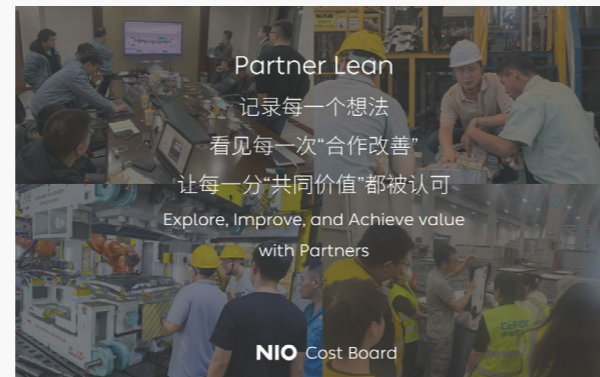 Partner Lean
记录每一个想法
看见每一次“合作改善”
让每一分“共同价值”都被认可
Explore, Improve, and Achieve value
with Partners
NIO Cost Board